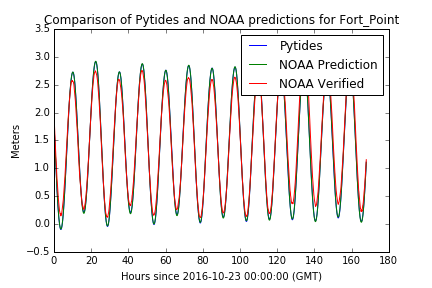 Comparison of Pytides and NOAA predictions for Fort_Point
3.5
3.0
2.5
2.0
1.5
1.0
0.5
0.0
−0.5
Meters
Pytides
NOAA Prediction
NOAA Verified
0 20 40 60 80 100 120 140 160 180
Hours since 2016-10-23 00:00:00 (GMT)